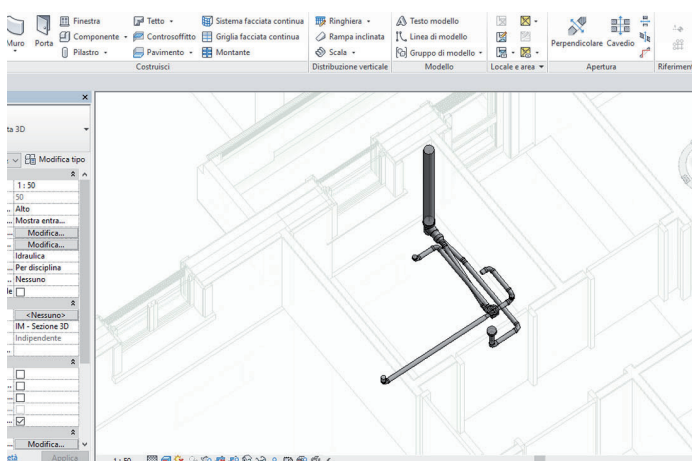 Finestra Tetto Sistema facciata continua Ringhiera Testo modello
Muro Porta Componente Controsoffitto Griglia facciata continua Rampa inclinata Linea di modello Perpendicolare Cavedio
Pilastro Pavimento Montante Scala Gruppo di modello
Costruisci Distribuzione verticale Modello Locale e area Apertura
3D
Modifica tipo
1 : 50
50
Alto
Mostra entra...
Modifica...
Modifica...
Idraulica
Per disciplina
Nessuno
<Nessuno>
IM - Sezione 3D
Indipendente
Modifica...
Applica
1 : 50